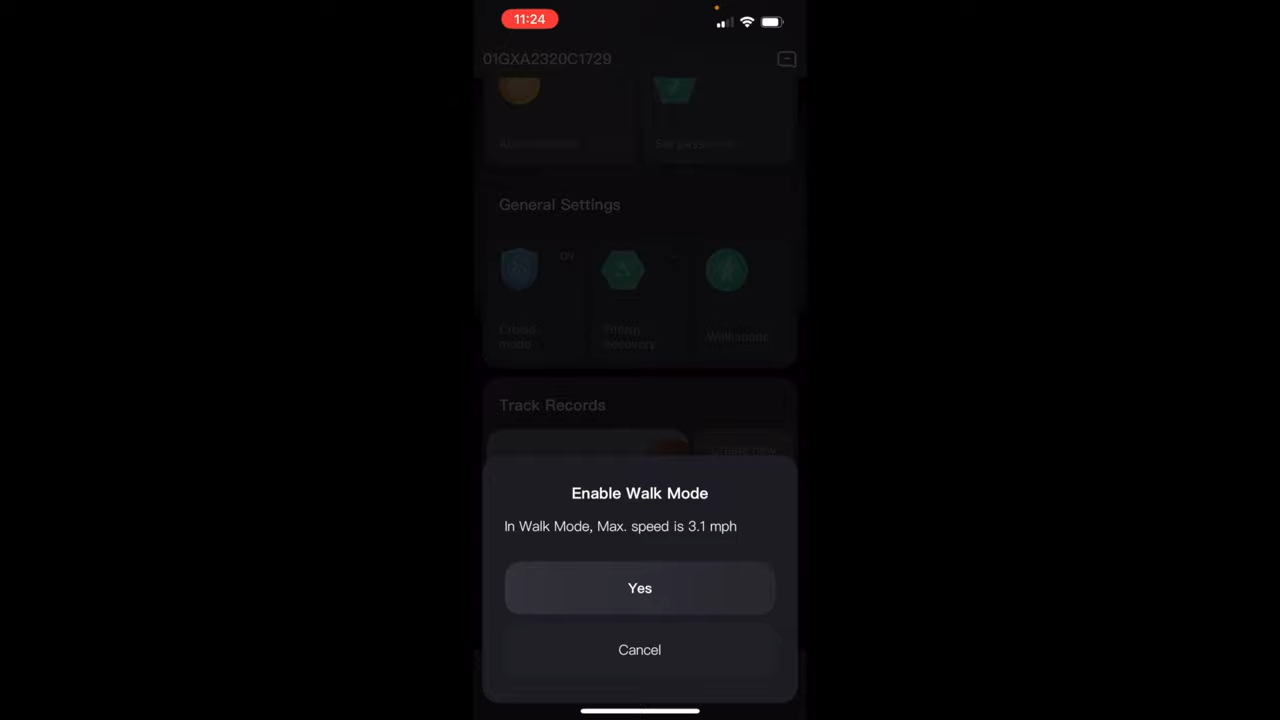 11:24
01GXA2320C1729
General Settings
ON
Energy
recovery
mode
Walk mode
Track Records
Enable Walk Mode
In Walk Mode, Max. speed is 3.1 mph
Yes
Cancel